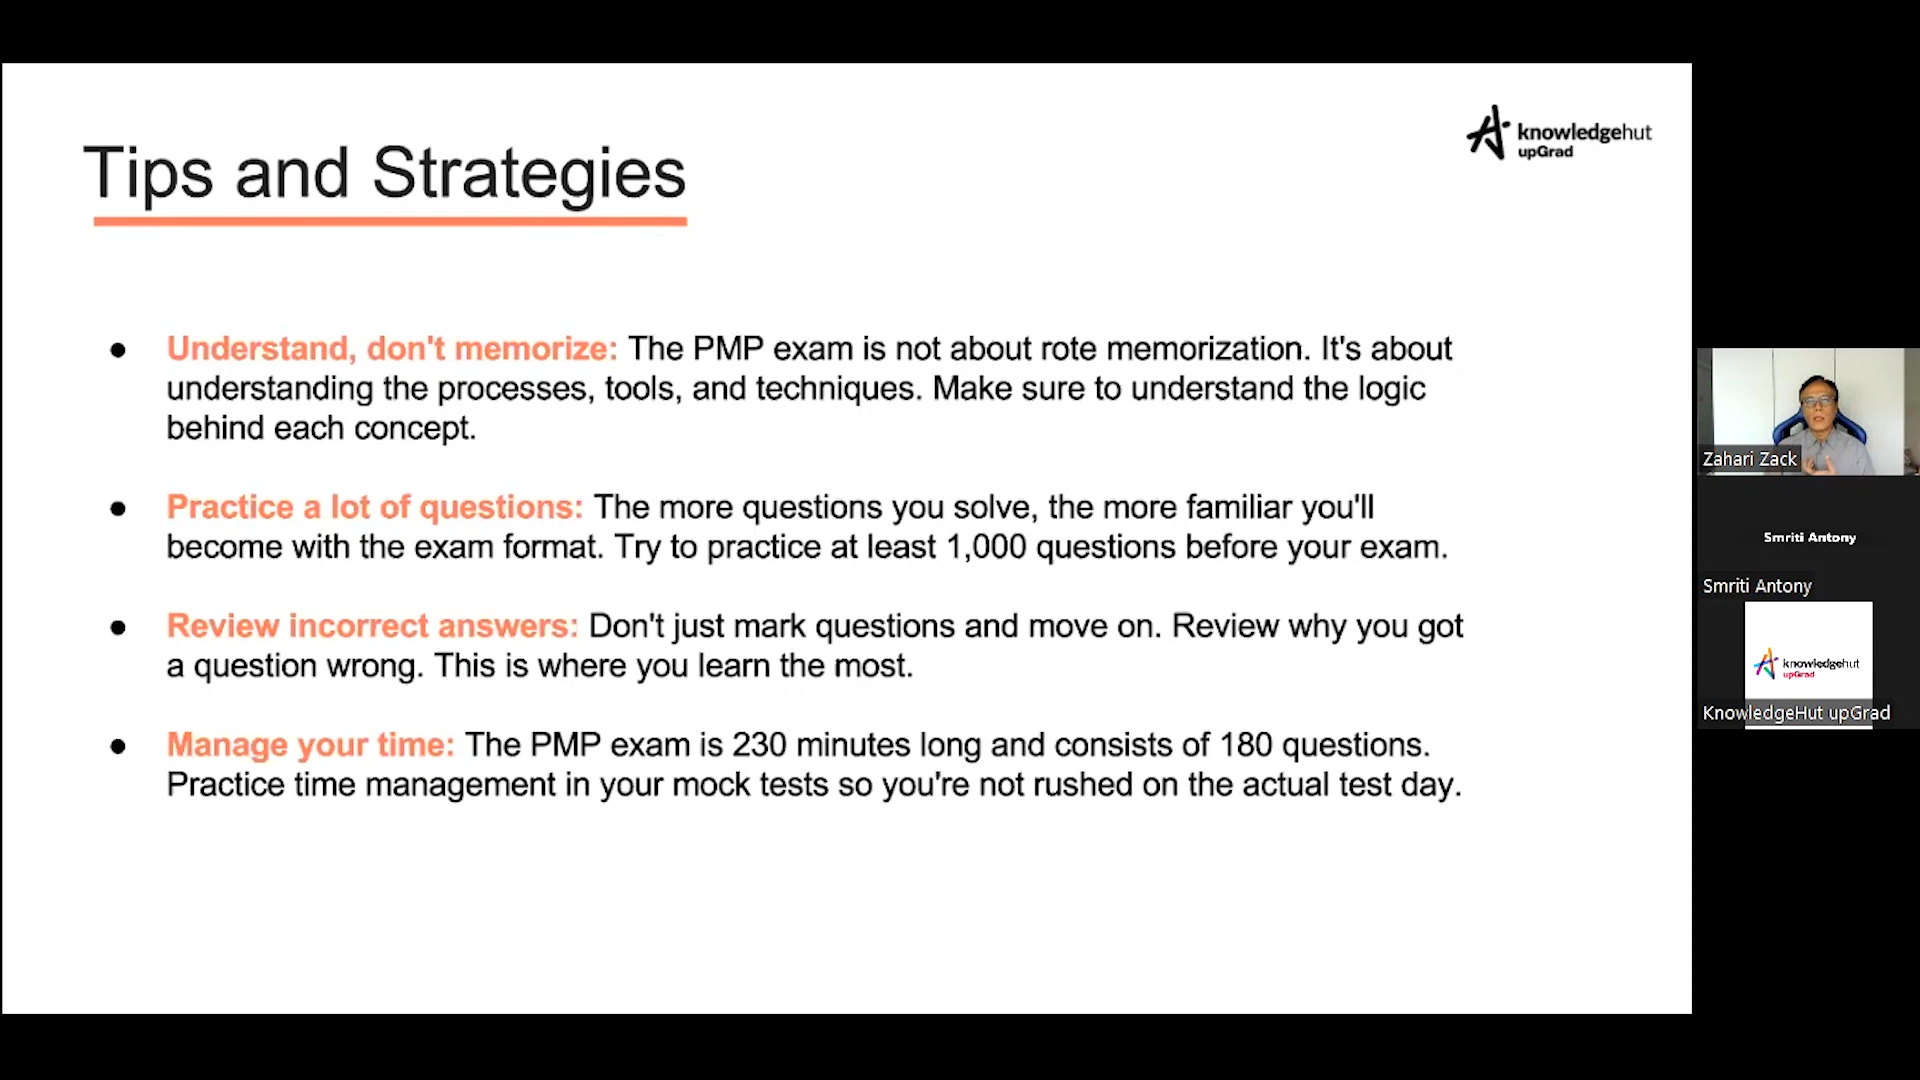 Tips and Strategies
knowledgehut
upGrad
● Understand, don't memorize: The PMP exam is not about rote memorization. It's about
understanding the processes, tools, and techniques. Make sure to understand the logic
behind each concept.
● Practice a lot of questions: The more questions you solve, the more familiar you'll
become with the exam format. Try to practice at least 1,000 questions before your exam.
● Review incorrect answers: Don't just mark questions and move on. Review why you got
a question wrong. This is where you learn the most.
● Manage your time: The PMP exam is 230 minutes long and consists of 180 questions.
Practice time management in your mock tests so you're not rushed on the actual test day.
Zahari Zack
Smriti Antony
Smriti Antony
knowledgehut
upGrad
KnowledgeHut upGrad